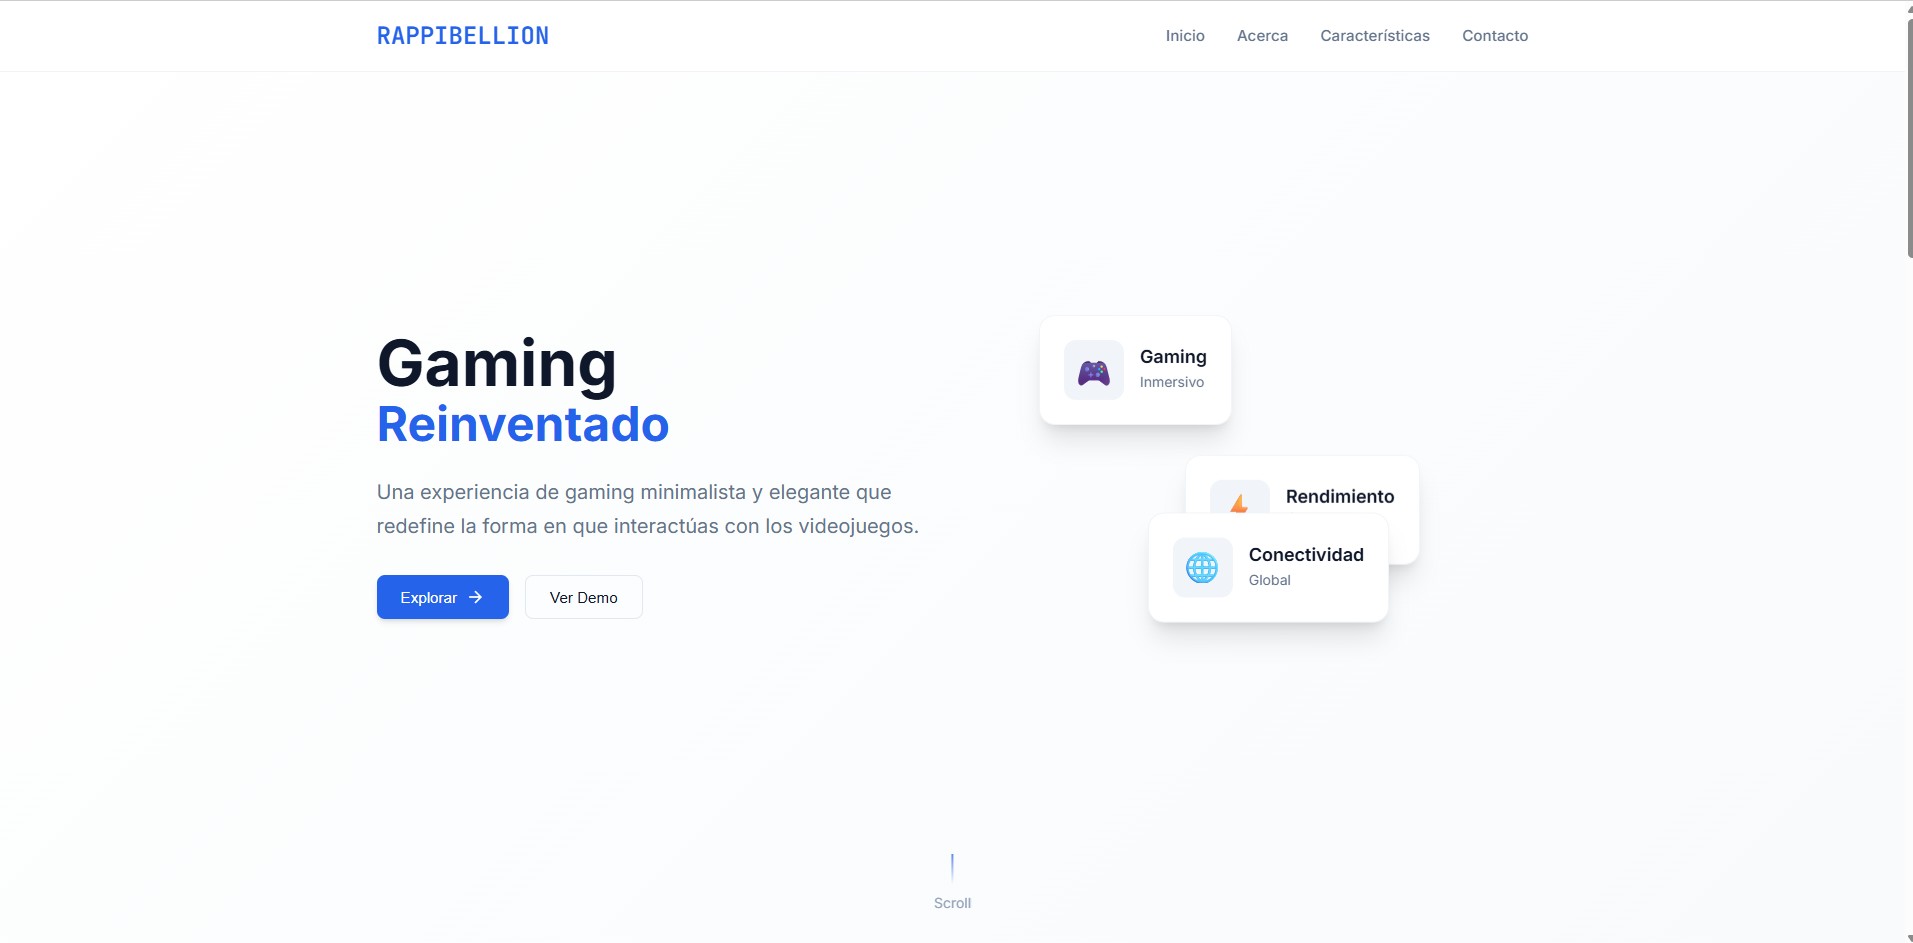 RAPPIBELLION
Inicio
Acerca
Características
Contacto
Gaming
Reinventado
Una experiencia de gaming minimalista y elegante que
redefine la forma en que interactúas con los videojuegos.
Explorar
Ver Demo
Gaming
Inmersivo
Rendimiento
Conectividad
Global
Scroll